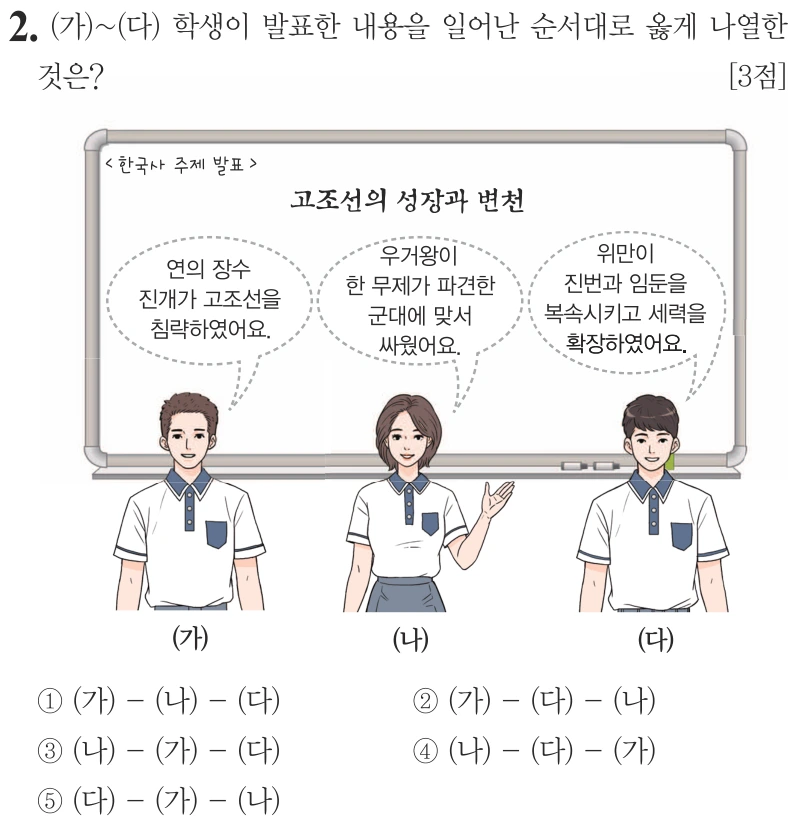 2. (가)~(다) 학생이 발표한 내용을 일어난 순서대로 옳게 나열한
것은? [3점]
<한국사 주제 발표>
고조선의 성장과 변천
연의 장수
진개가 고조선을
침략하였어요.
우거왕이
한 무제가 파견한
군대에 맞서
싸웠어요.
위만이
진번과 임둔을
복속시키고 세력을
확장하였어요.
(가)
(나)
(다)
① (가) - (나) - (다)
② (가) - (다) - (나)
③ (나) - (가) - (다)
④ (나) - (다) - (가)
⑤ (다) - (가) - (나)